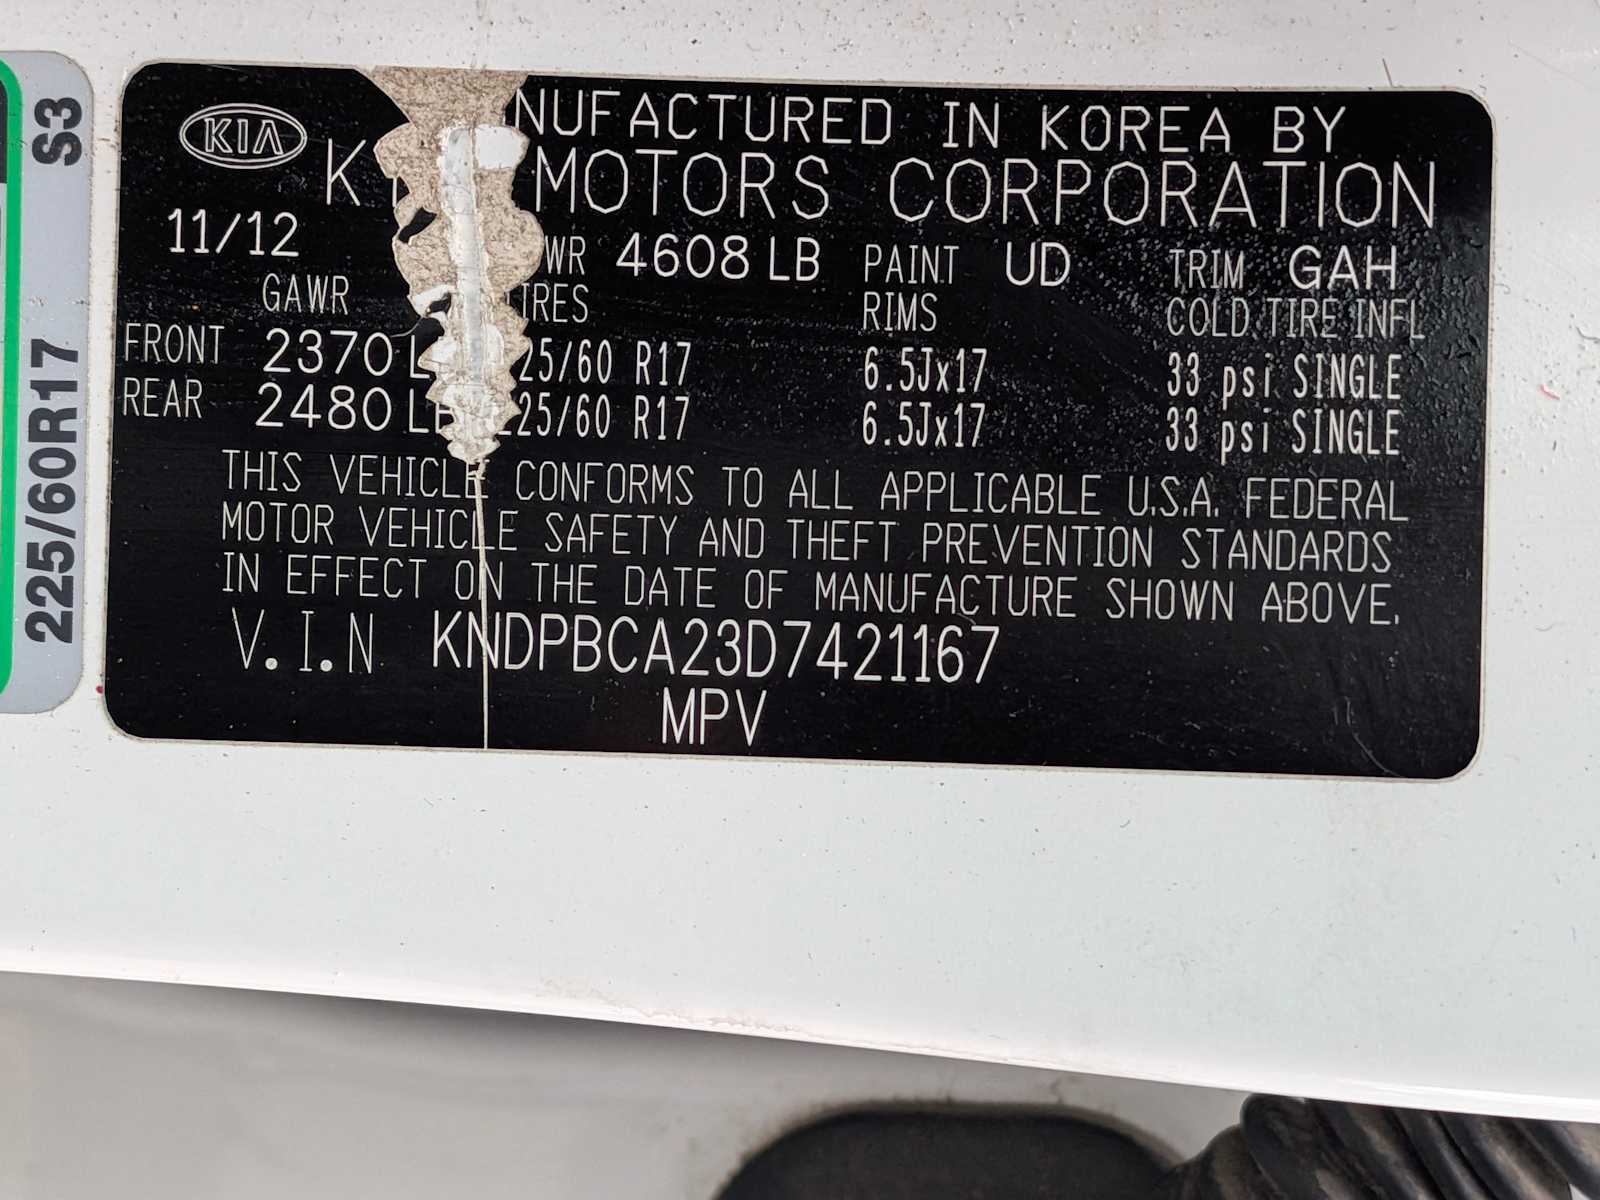 S3
225/60R17
KIA
NUFACTURED IN KOREA BY
MOTORS CORPORATION
11/12 WR 4608 LB PAINT UD TRIM GAH
GAWR IRES RIMS COLD TIRE INFL
FRONT 2370 L 25/60 R17 6.5Jx17 33 psi SINGLE
REAR 2480 LB 225/60 R17 6.5Jx17 33 psi SINGLE
THIS VEHICLE CONFORMS TO ALL APPLICABLE U.S.A. FEDERAL
MOTOR VEHICLE SAFETY AND THEFT PREVENTION STANDARDS
IN EFFECT ON THE DATE OF MANUFACTURE SHOWN ABOVE.
V.I.N KNDPBCA23D7421167
MPV